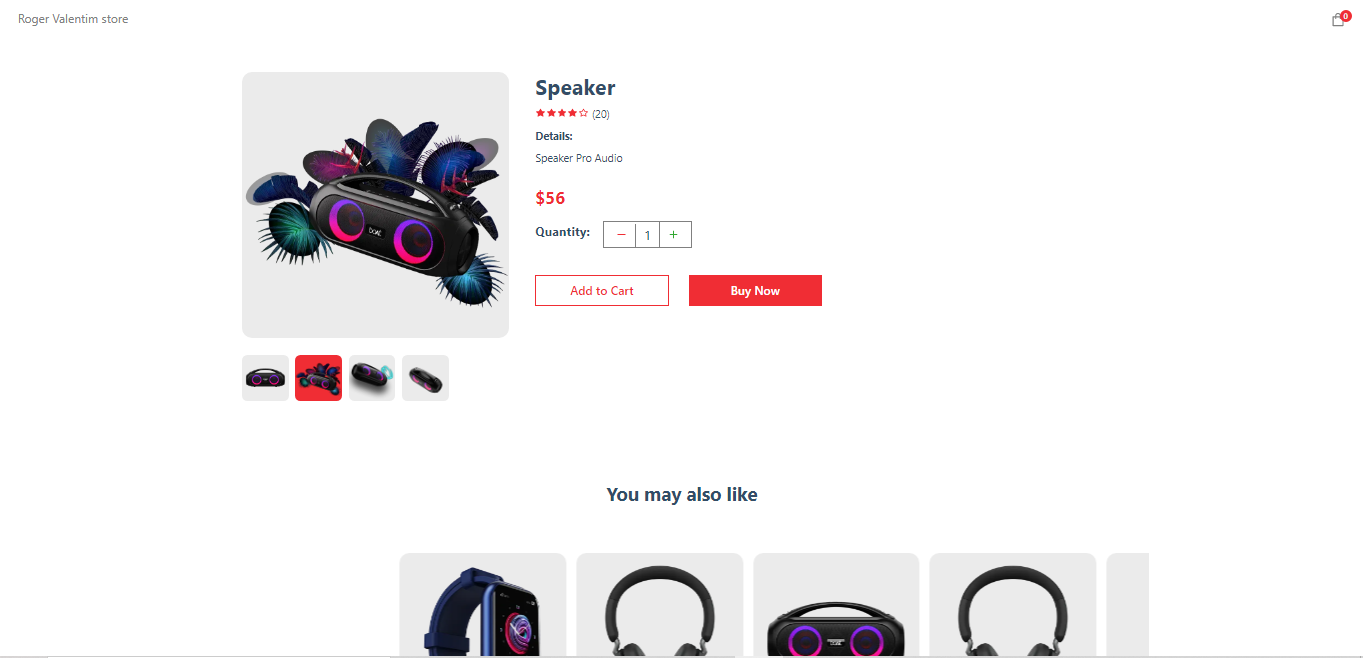 Roger Valentim store
0
Speaker
(20)
Details:
Speaker Pro Audio
$56
Quantity: − 1 +
Add to Cart
Buy Now
You may also like